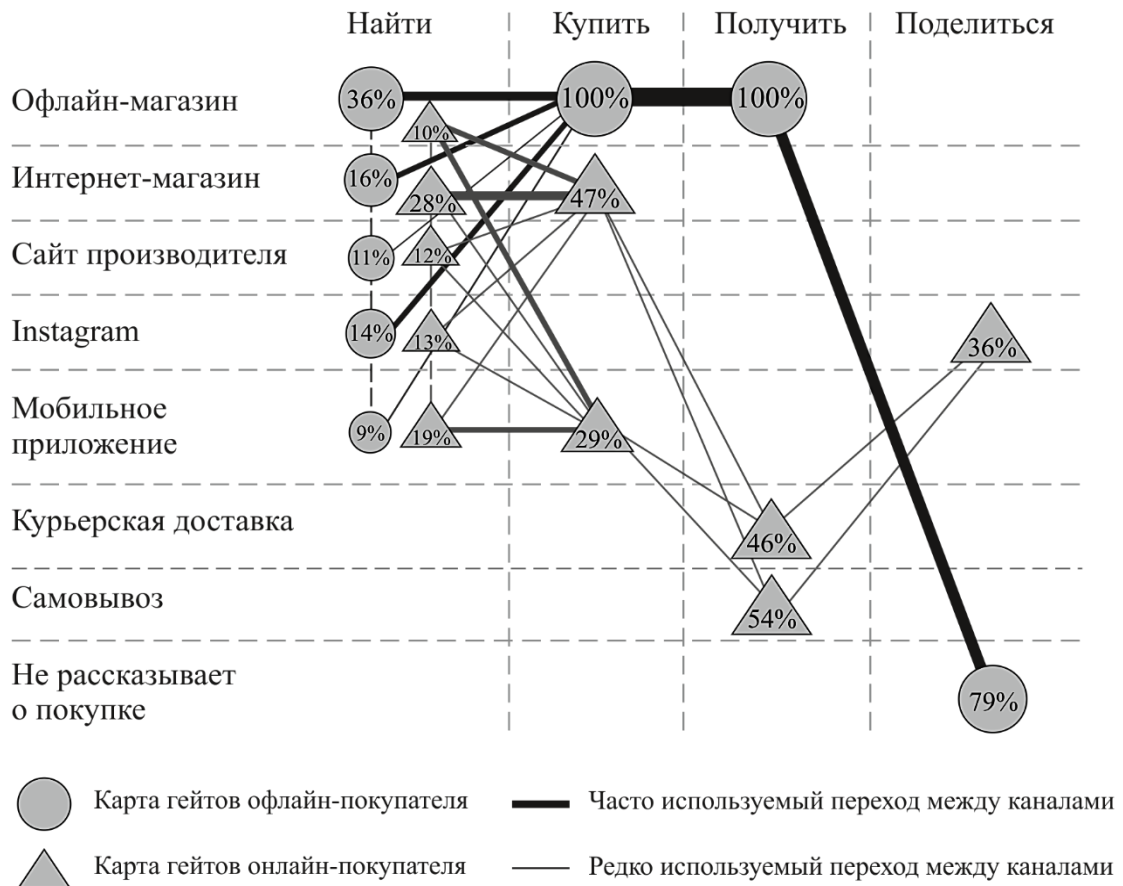 Найти Купить Получить Поделиться
Офлайн-магазин 36% 100% 100%
10%
Интернет-магазин 16% 28% 47%
Сайт производителя 11% 12%
Instagram 14% 13% 36%
Мобильное
приложение 9% 19% 29%
Курьерская доставка 46%
Самовывоз 54%
Не рассказывает
о покупке 79%
Карта гейтов офлайн-покупателя Часто используемый переход между каналами
Карта гейтов онлайн-покупателя Редко используемый переход между каналами